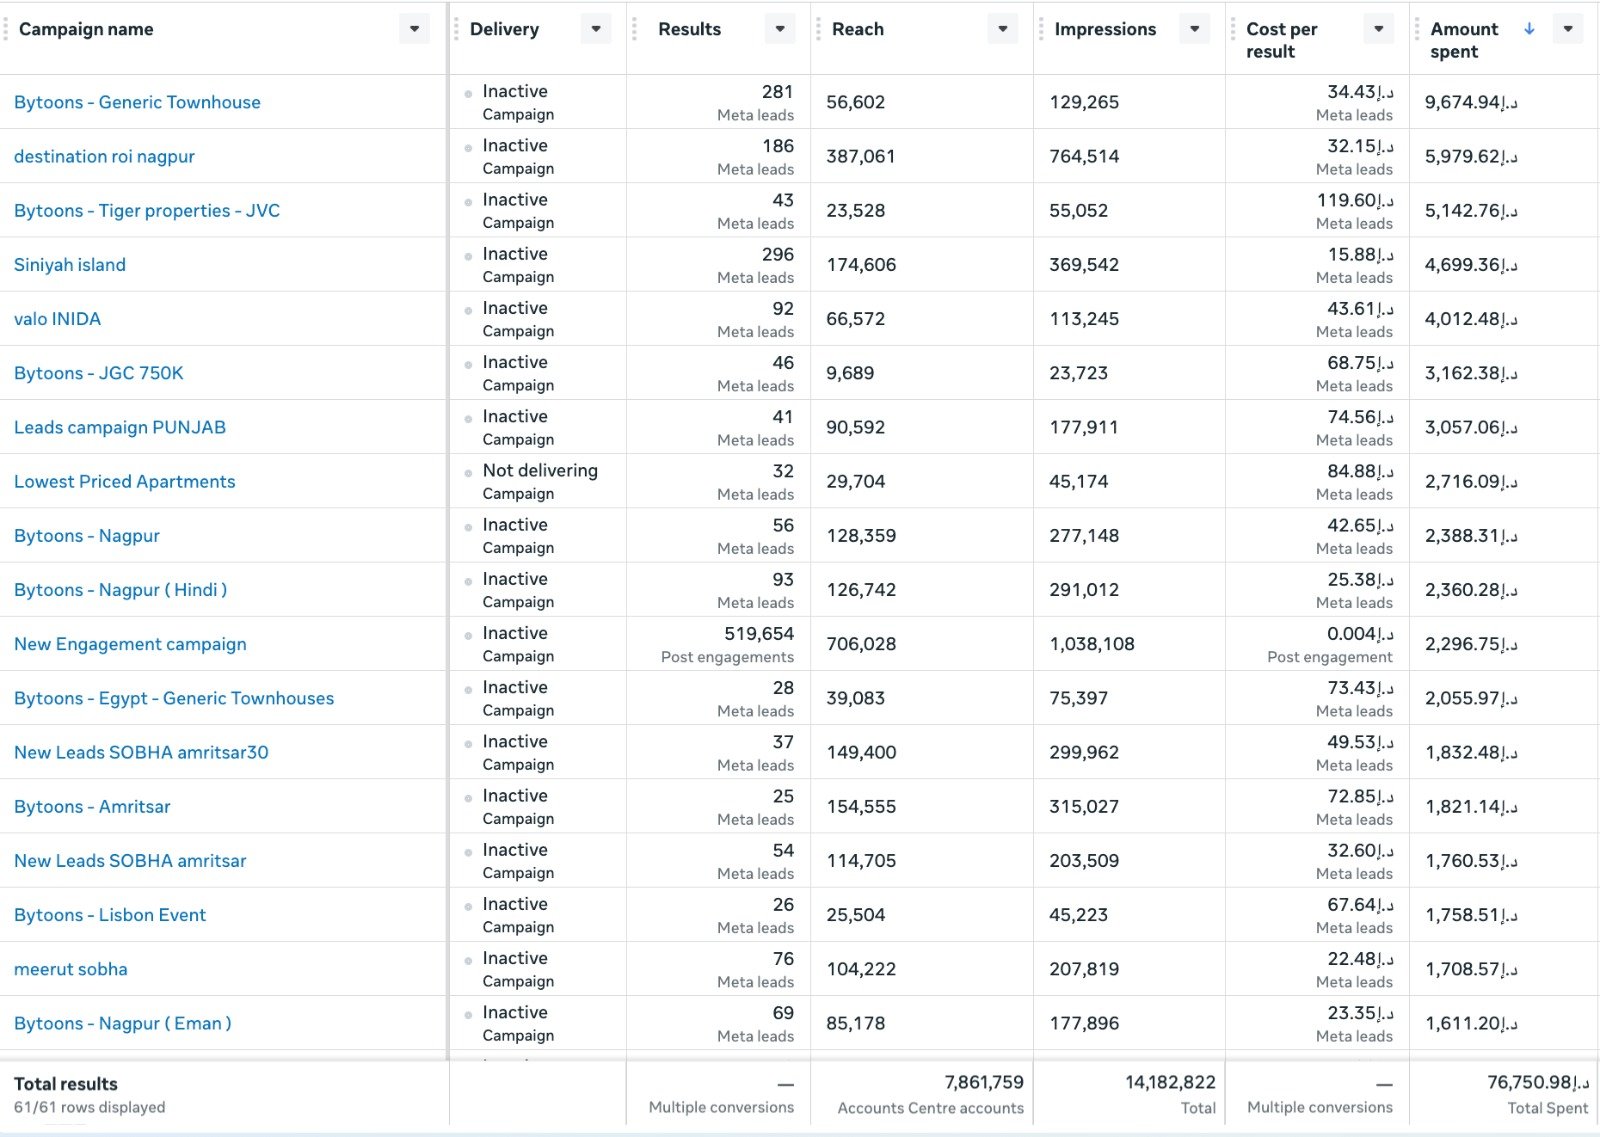 Campaign name Delivery Results Reach Impressions Cost per result Amount spent
Bytoons - Generic Townhouse Inactive 281 56,602 129,265 34.43د.إ 9,674.94د.إ
Campaign Meta leads Meta leads
destination roi nagpur Inactive 186 387,061 764,514 32.15د.إ 5,979.62د.إ
Campaign Meta leads Meta leads
Bytoons - Tiger properties - JVC Inactive 43 23,528 55,052 119.60د.إ 5,142.76د.إ
Campaign Meta leads Meta leads
Siniyah island Inactive 296 174,606 369,542 15.88د.إ 4,699.36د.إ
Campaign Meta leads Meta leads
valo INIDA Inactive 92 66,572 113,245 43.61د.إ 4,012.48د.إ
Campaign Meta leads Meta leads
Bytoons - JGC 750K Inactive 46 9,689 23,723 68.75د.إ 3,162.38د.إ
Campaign Meta leads Meta leads
Leads campaign PUNJAB Inactive 41 90,592 177,911 74.56د.إ 3,057.06د.إ
Campaign Meta leads Meta leads
Lowest Priced Apartments Not delivering 32 29,704 45,174 84.88د.إ 2,716.09د.إ
Campaign Meta leads Meta leads
Bytoons - Nagpur Inactive 56 128,359 277,148 42.65د.إ 2,388.31د.إ
Campaign Meta leads Meta leads
Bytoons - Nagpur ( Hindi ) Inactive 93 126,742 291,012 25.38د.إ 2,360.28د.إ
Campaign Meta leads Meta leads
New Engagement campaign Inactive 519,654 706,028 1,038,108 0.004د.إ 2,296.75د.إ
Campaign Post engagements Post engagement
Bytoons - Egypt - Generic Townhouses Inactive 28 39,083 75,397 73.43د.إ 2,055.97د.إ
Campaign Meta leads Meta leads
New Leads SOBHA amritsar30 Inactive 37 149,400 299,962 49.53د.إ 1,832.48د.إ
Campaign Meta leads Meta leads
Bytoons - Amritsar Inactive 25 154,555 315,027 72.85د.إ 1,821.14د.إ
Campaign Meta leads Meta leads
New Leads SOBHA amritsar Inactive 54 114,705 203,509 32.60د.إ 1,760.53د.إ
Campaign Meta leads Meta leads
Bytoons - Lisbon Event Inactive 26 25,504 45,223 67.64د.إ 1,758.51د.إ
Campaign Meta leads Meta leads
meerut sobha Inactive 76 104,222 207,819 22.48د.إ 1,708.57د.إ
Campaign Meta leads Meta leads
Bytoons - Nagpur ( Eman ) Inactive 69 85,178 177,896 23.35د.إ 1,611.20د.إ
Campaign Meta leads Meta leads
Total results — 7,861,759 14,182,822 — 76,750.98د.إ
61/61 rows displayed Multiple conversions Accounts Centre accounts Total Multiple conversions Total Spent